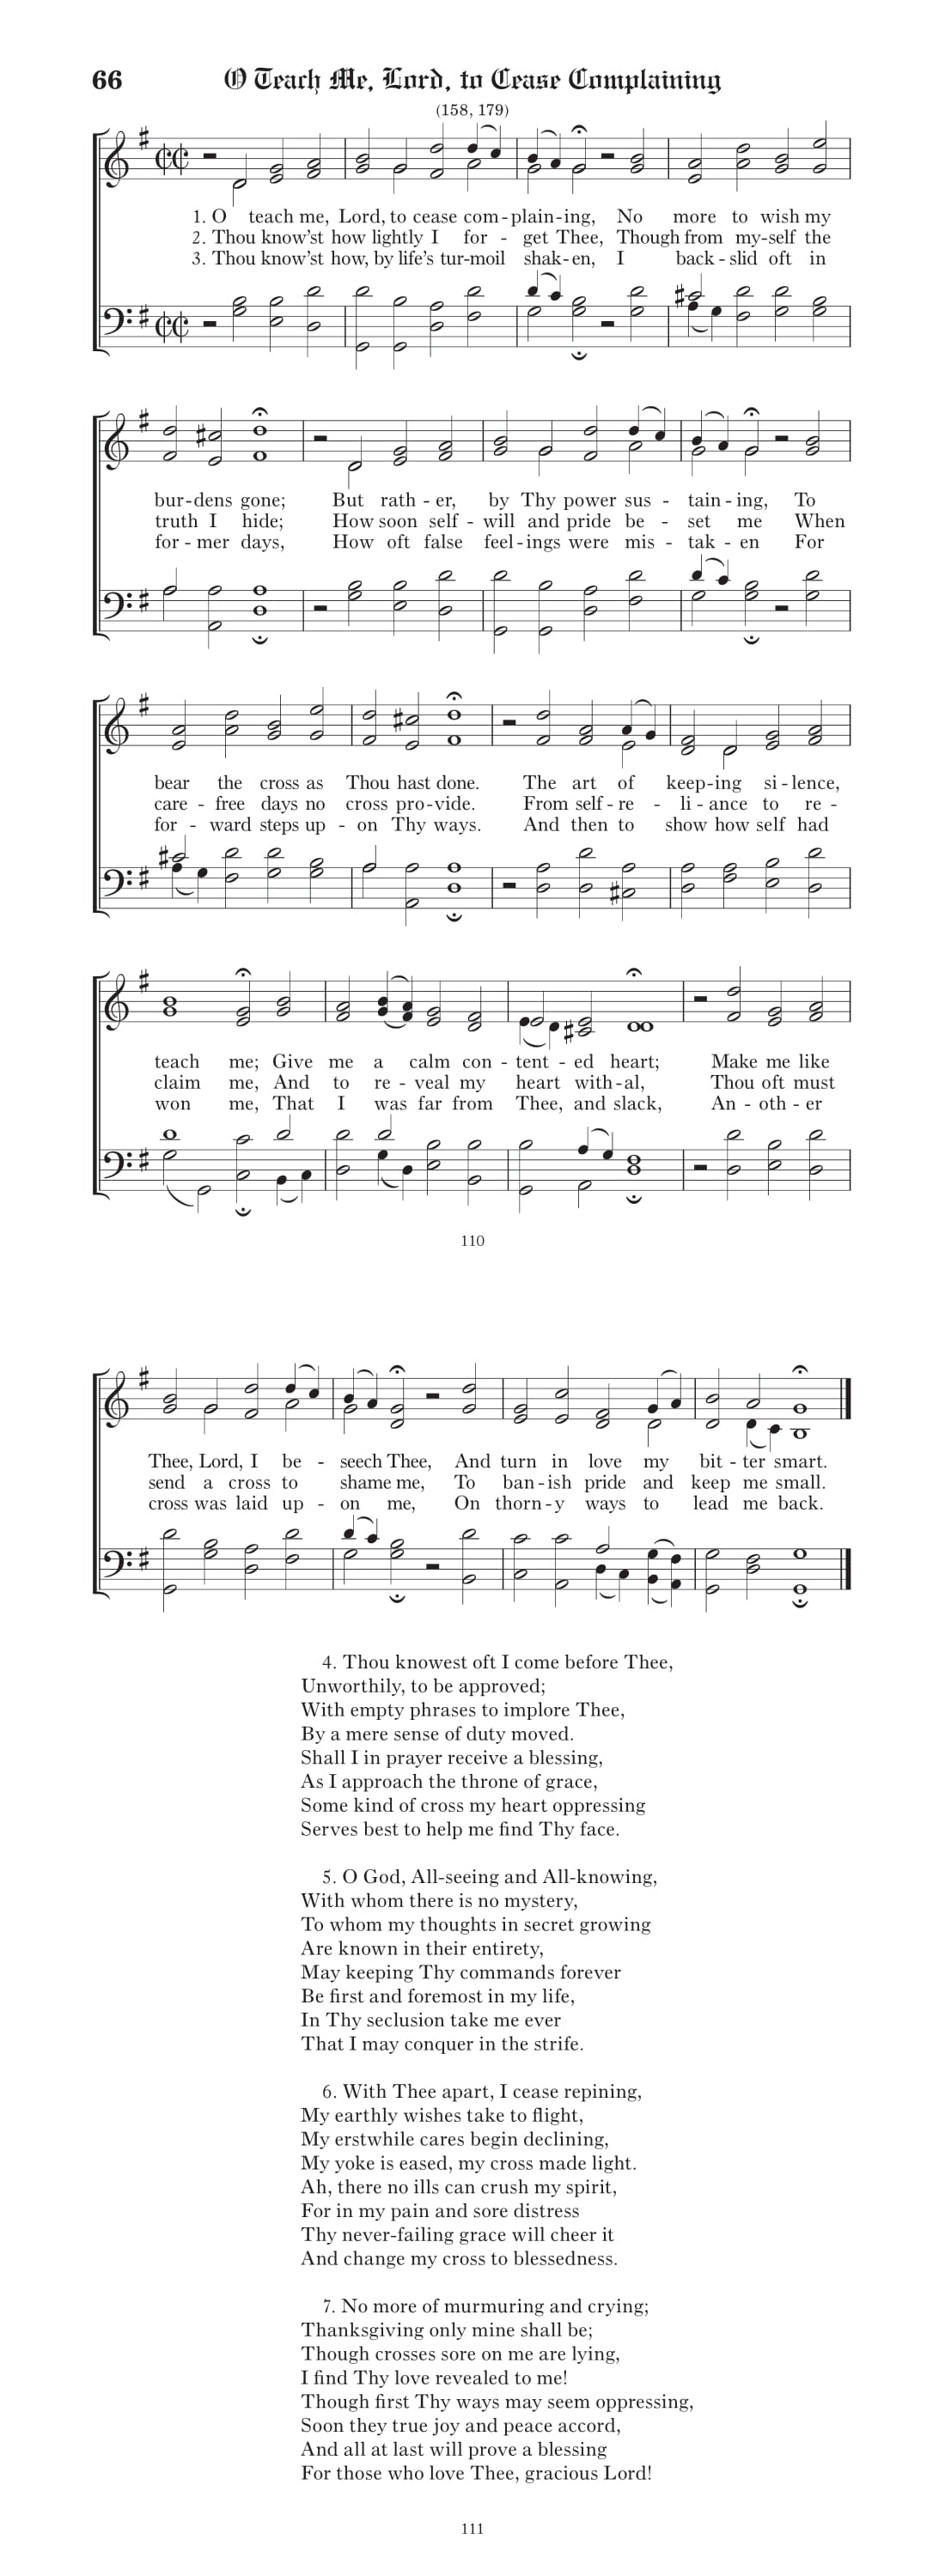 66 O Teach Me, Lord, to Cease Complaining
(158, 179)
1. O teach me, Lord, to cease com - plain - ing, No more to wish my
2. Thou know'st how lightly I for - get Thee, Though from my-self the
3. Thou know'st how, by life's tur-moil shak-en, I back - slid oft in
bur-dens gone; But rath - er, by Thy power sus - tain - ing, To
truth I hide; How soon self - will and pride be - set me When
for - mer days, How oft false feel-ings were mis - tak - en For
bear the cross as Thou hast done. The art of keep-ing si - lence,
care - free days no cross pro-vide. From self-re - li - ance to re -
for - ward steps up - on Thy ways. And then to show how self had
teach me; Give me a calm con - tent - ed heart; Make me like
claim me, And to re - veal my heart with-al, Thou oft must
won me, That I was far from Thee, and slack, An - oth - er
110
Thee, Lord, I be - seech Thee, And turn in love my bit - ter smart.
send a cross to shame me, To ban-ish pride and keep me small.
cross was laid up - on me, On thorn-y ways to lead me back.
4. Thou knowest oft I come before Thee,
Unworthily, to be approved;
With empty phrases to implore Thee,
By a mere sense of duty moved.
Shall I in prayer receive a blessing,
As I approach the throne of grace,
Some kind of cross my heart oppressing
Serves best to help me find Thy face.
5. O God, All-seeing and All-knowing,
With whom there is no mystery,
To whom my thoughts in secret growing
Are known in their entirety,
May keeping Thy commands forever
Be first and foremost in my life,
In Thy seclusion take me ever
That I may conquer in the strife.
6. With Thee apart, I cease repining,
My earthly wishes take to flight,
My erstwhile cares begin declining,
My yoke is eased, my cross made light.
Ah, there no ills can crush my spirit,
For in my pain and sore distress
Thy never-failing grace will cheer it
And change my cross to blessedness.
7. No more of murmuring and crying;
Thanksgiving only mine shall be;
Though crosses sore on me are lying,
I find Thy love revealed to me!
Though first Thy ways may seem oppressing,
Soon they true joy and peace accord,
And all at last will prove a blessing
For those who love Thee, gracious Lord!
111